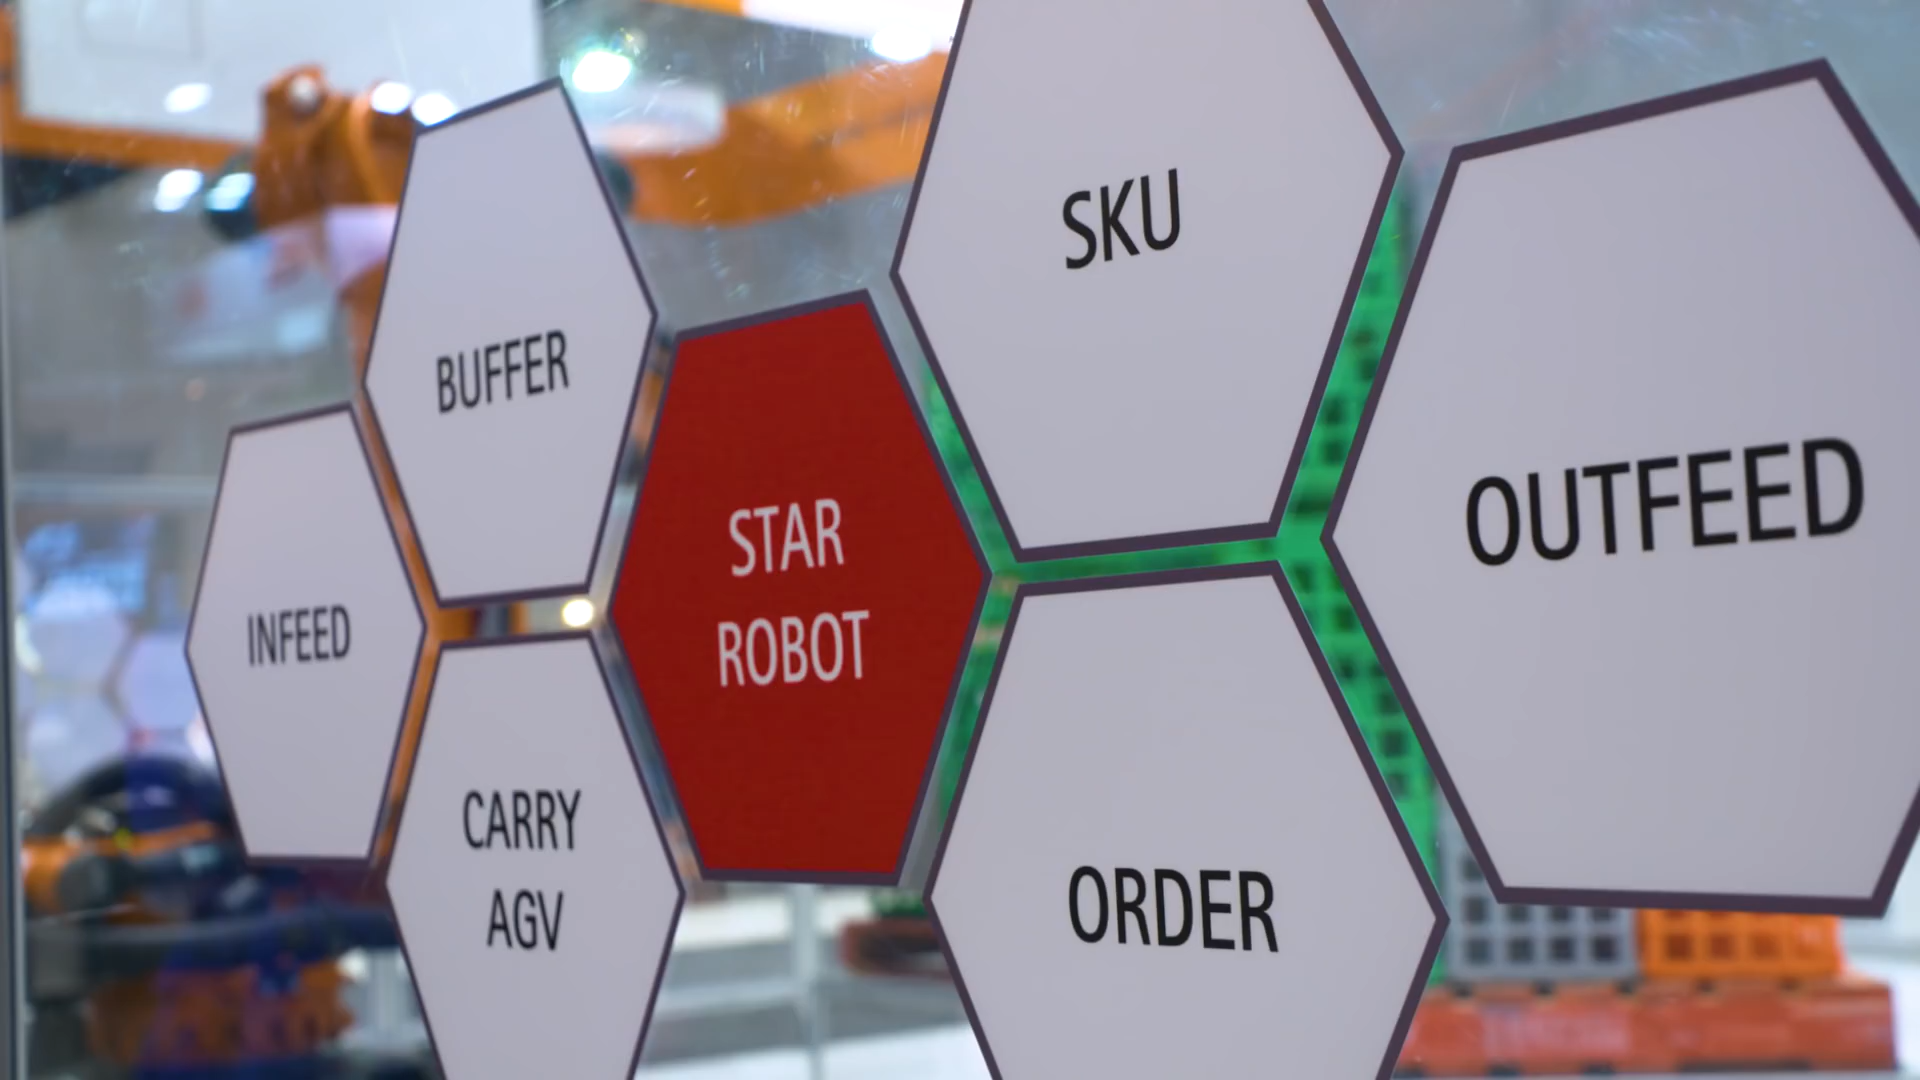 INFEED
BUFFER
CARRY
AGV
STAR
ROBOT
SKU
ORDER
OUTFEED